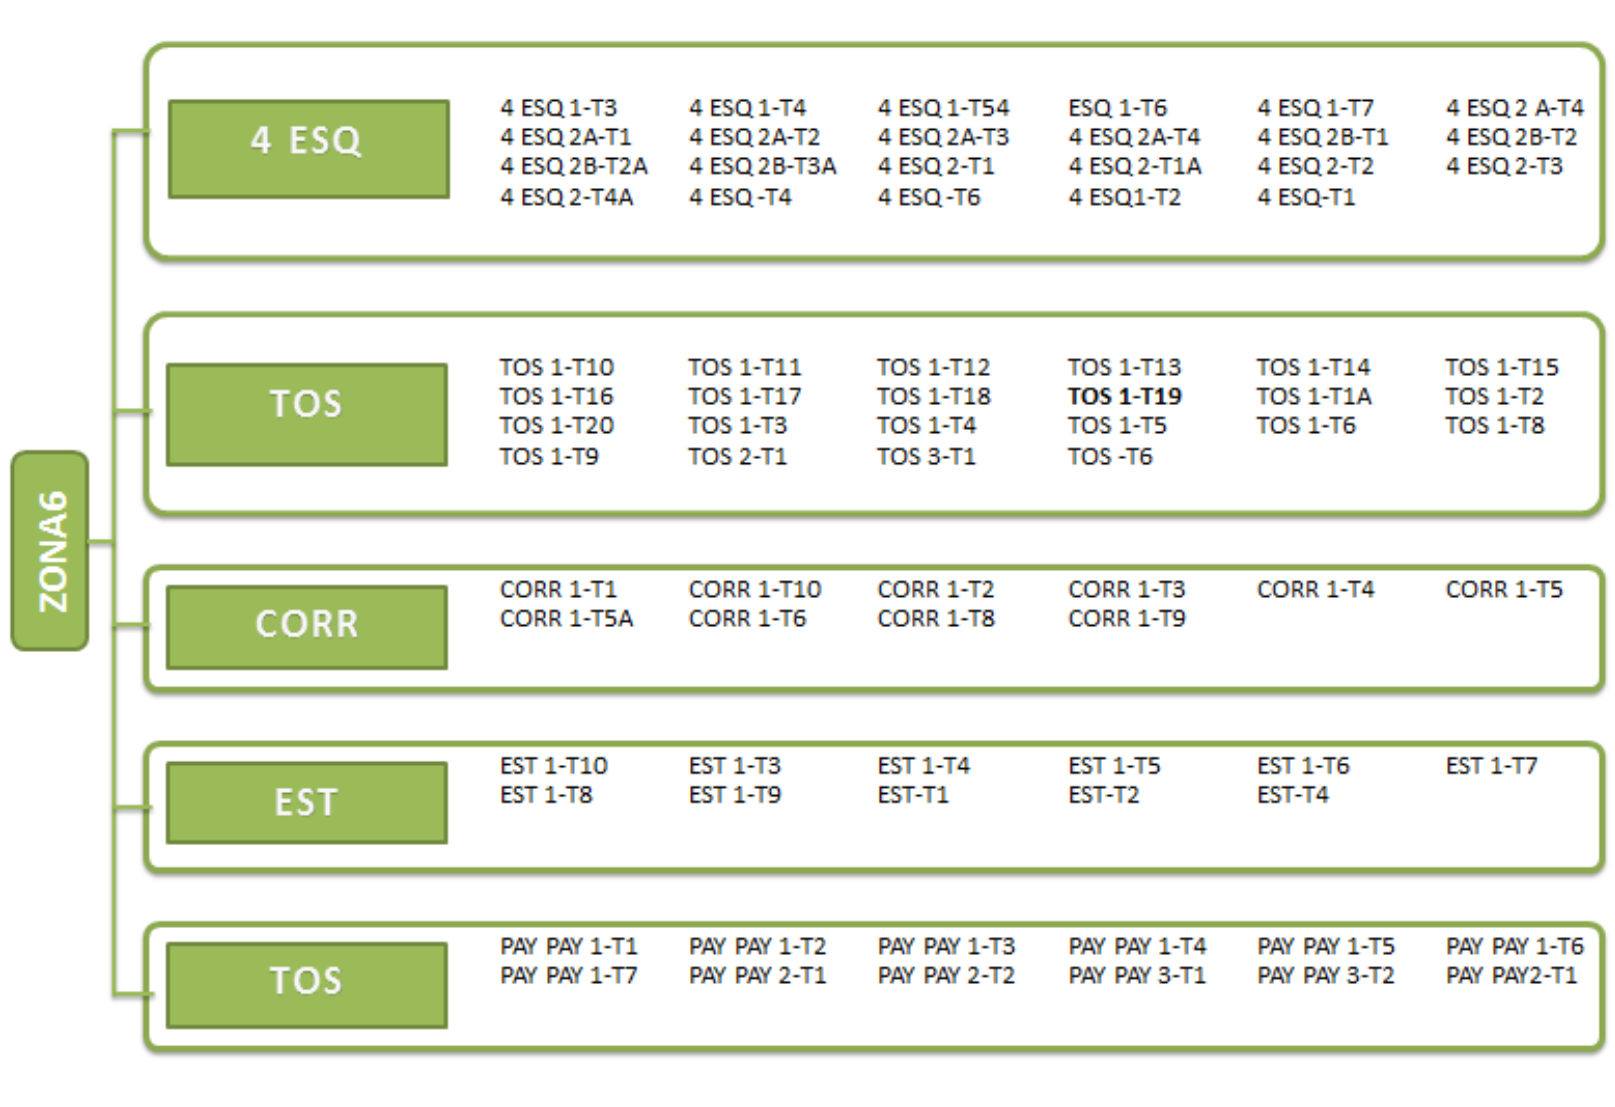 ZONA6
4 ESQ
4 ESQ 1-T3 4 ESQ 1-T4 4 ESQ 1-T54 ESQ 1-T6 4 ESQ 1-T7 4 ESQ 2 A-T4
4 ESQ 2A-T1 4 ESQ 2A-T2 4 ESQ 2A-T3 4 ESQ 2A-T4 4 ESQ 2B-T1 4 ESQ 2B-T2
4 ESQ 2B-T2A 4 ESQ 2B-T3A 4 ESQ 2-T1 4 ESQ 2-T1A 4 ESQ 2-T2 4 ESQ 2-T3
4 ESQ 2-T4A 4 ESQ -T4 4 ESQ -T6 4 ESQ1-T2 4 ESQ-T1
TOS
TOS 1-T10 TOS 1-T11 TOS 1-T12 TOS 1-T13 TOS 1-T14 TOS 1-T15
TOS 1-T16 TOS 1-T17 TOS 1-T18 TOS 1-T19 TOS 1-T1A TOS 1-T2
TOS 1-T20 TOS 1-T3 TOS 1-T4 TOS 1-T5 TOS 1-T6 TOS 1-T8
TOS 1-T9 TOS 2-T1 TOS 3-T1 TOS -T6
CORR
CORR 1-T1 CORR 1-T10 CORR 1-T2 CORR 1-T3 CORR 1-T4 CORR 1-T5
CORR 1-T5A CORR 1-T6 CORR 1-T8 CORR 1-T9
EST
EST 1-T10 EST 1-T3 EST 1-T4 EST 1-T5 EST 1-T6 EST 1-T7
EST 1-T8 EST 1-T9 EST-T1 EST-T2 EST-T4
TOS
PAY PAY 1-T1 PAY PAY 1-T2 PAY PAY 1-T3 PAY PAY 1-T4 PAY PAY 1-T5 PAY PAY 1-T6
PAY PAY 1-T7 PAY PAY 2-T1 PAY PAY 2-T2 PAY PAY 3-T1 PAY PAY 3-T2 PAY PAY2-T1